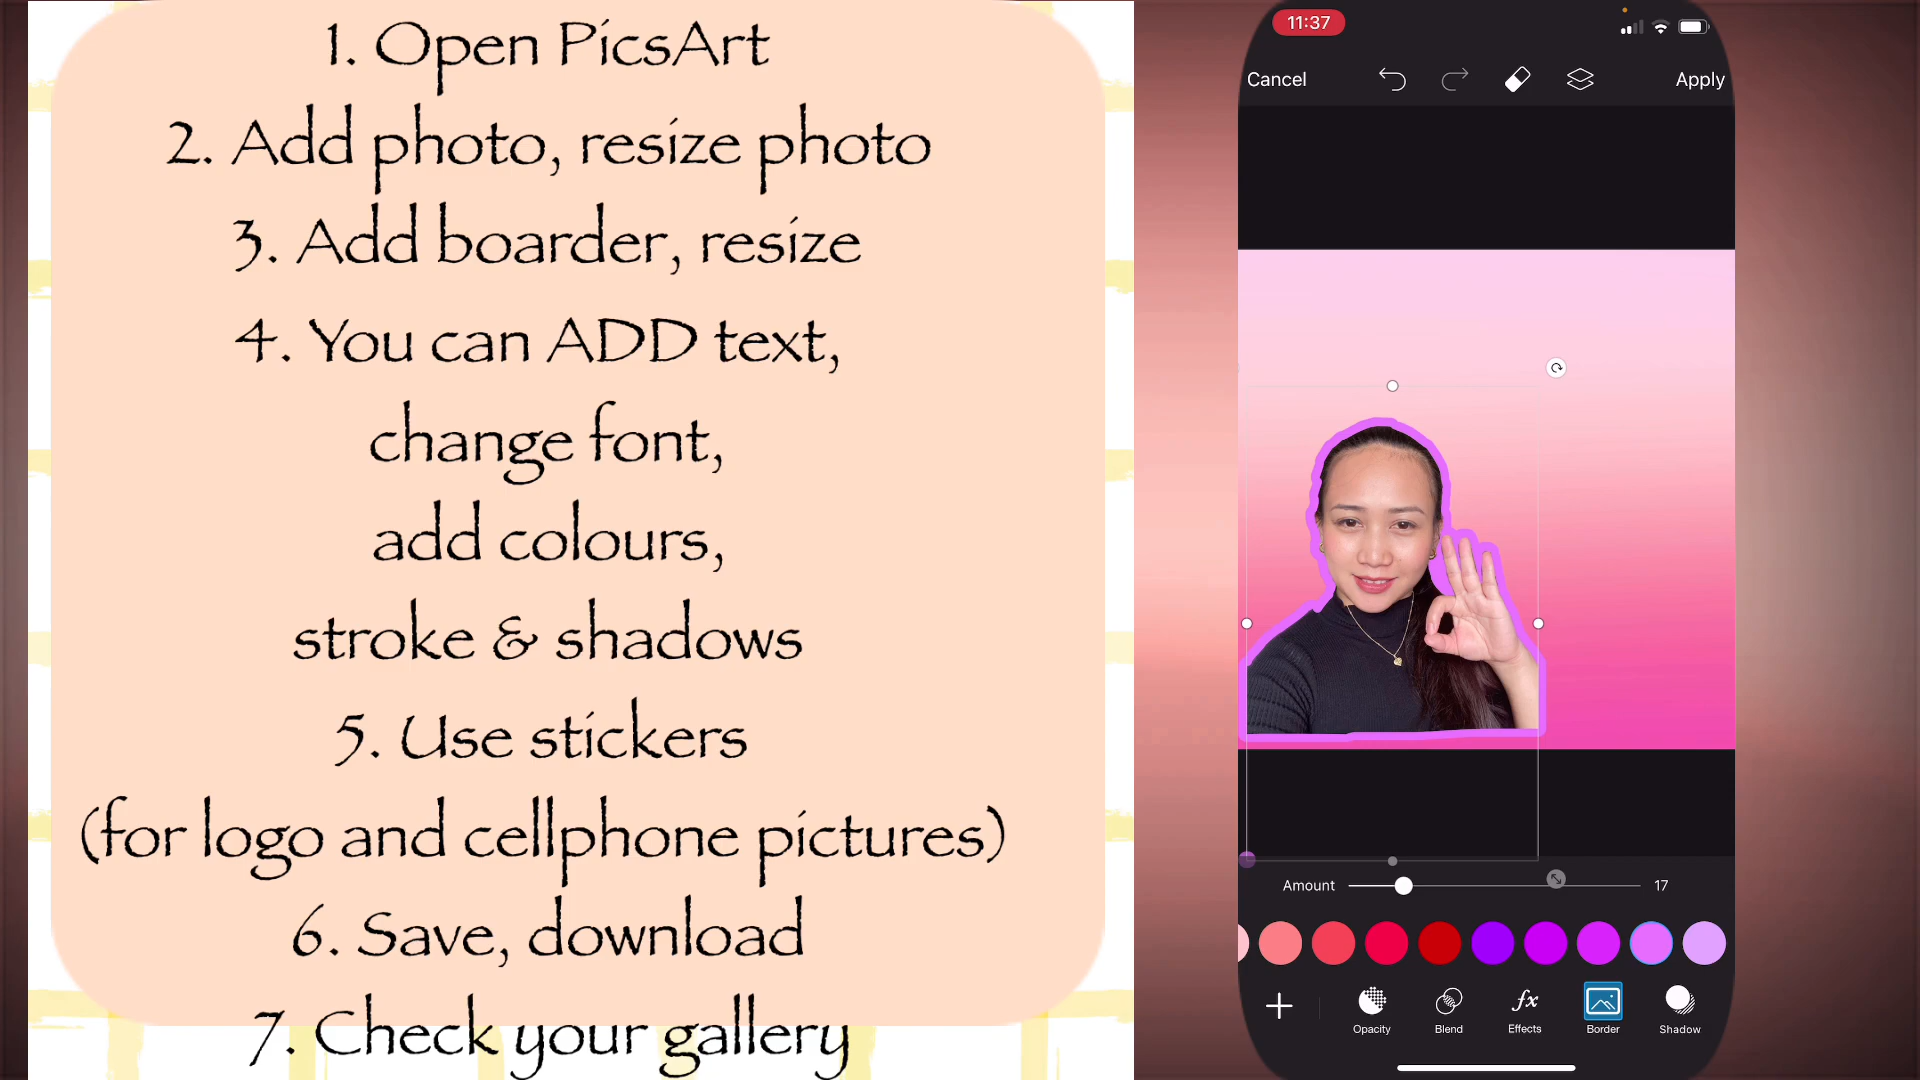 1. Open PicsArt
2. Add photo, resize photo
3. Add boarder, resize
4. You can ADD text,
change font,
add colours,
stroke & shadows
5. Use stickers
(for logo and cellphone pictures)
6. Save, download
7. Check your gallery
11:37
Cancel
Apply
Amount
17
Opacity
Blend
fx
Effects
Border
Shadow